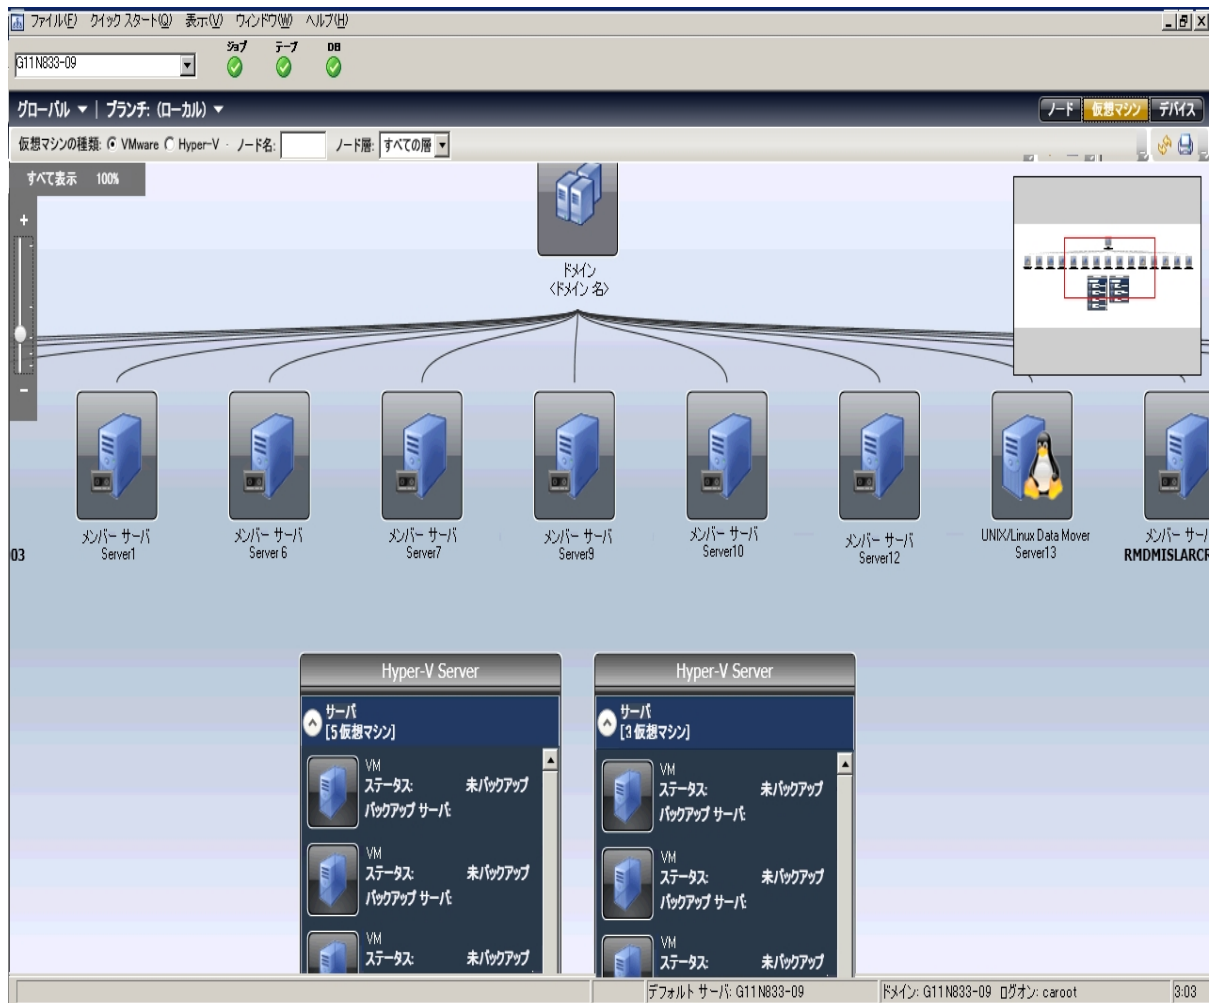 ファイル(F) クイック スタート(Q) 表示(V) ウィンドウ(W) ヘルプ(H)
ジョブ テープ DB
G11N833-09
グローバル | ブランチ: (ローカル) ノード 仮想マシン デバイス
仮想マシンの種類: VMware Hyper-V ノード名: ノード層: すべての層
すべて表示 100%
ドメイン
<ドメイン 名>
メンバー サーバ メンバー サーバ メンバー サーバ メンバー サーバ メンバー サーバ メンバー サーバ UNIX/Linux Data Mover メンバー サーバ
03 Server1 Server 6 Server7 Server9 Server10 Server12 Server13 RMDMISLARCR
Hyper-V Server Hyper-V Server
サーバ サーバ
[5 仮想マシン] [3 仮想マシン]
VM VM
ステータス: 未バックアップ ステータス: 未バックアップ
バックアップ サーバ: バックアップ サーバ:
VM VM
ステータス: 未バックアップ ステータス: 未バックアップ
バックアップ サーバ: バックアップ サーバ:
VM VM
ステータス: 未バックアップ ステータス: 未バックアップ
デフォルト サーバ: G11N833-09 ドメイン: G11N833-09 ログオン: caroot 3:03